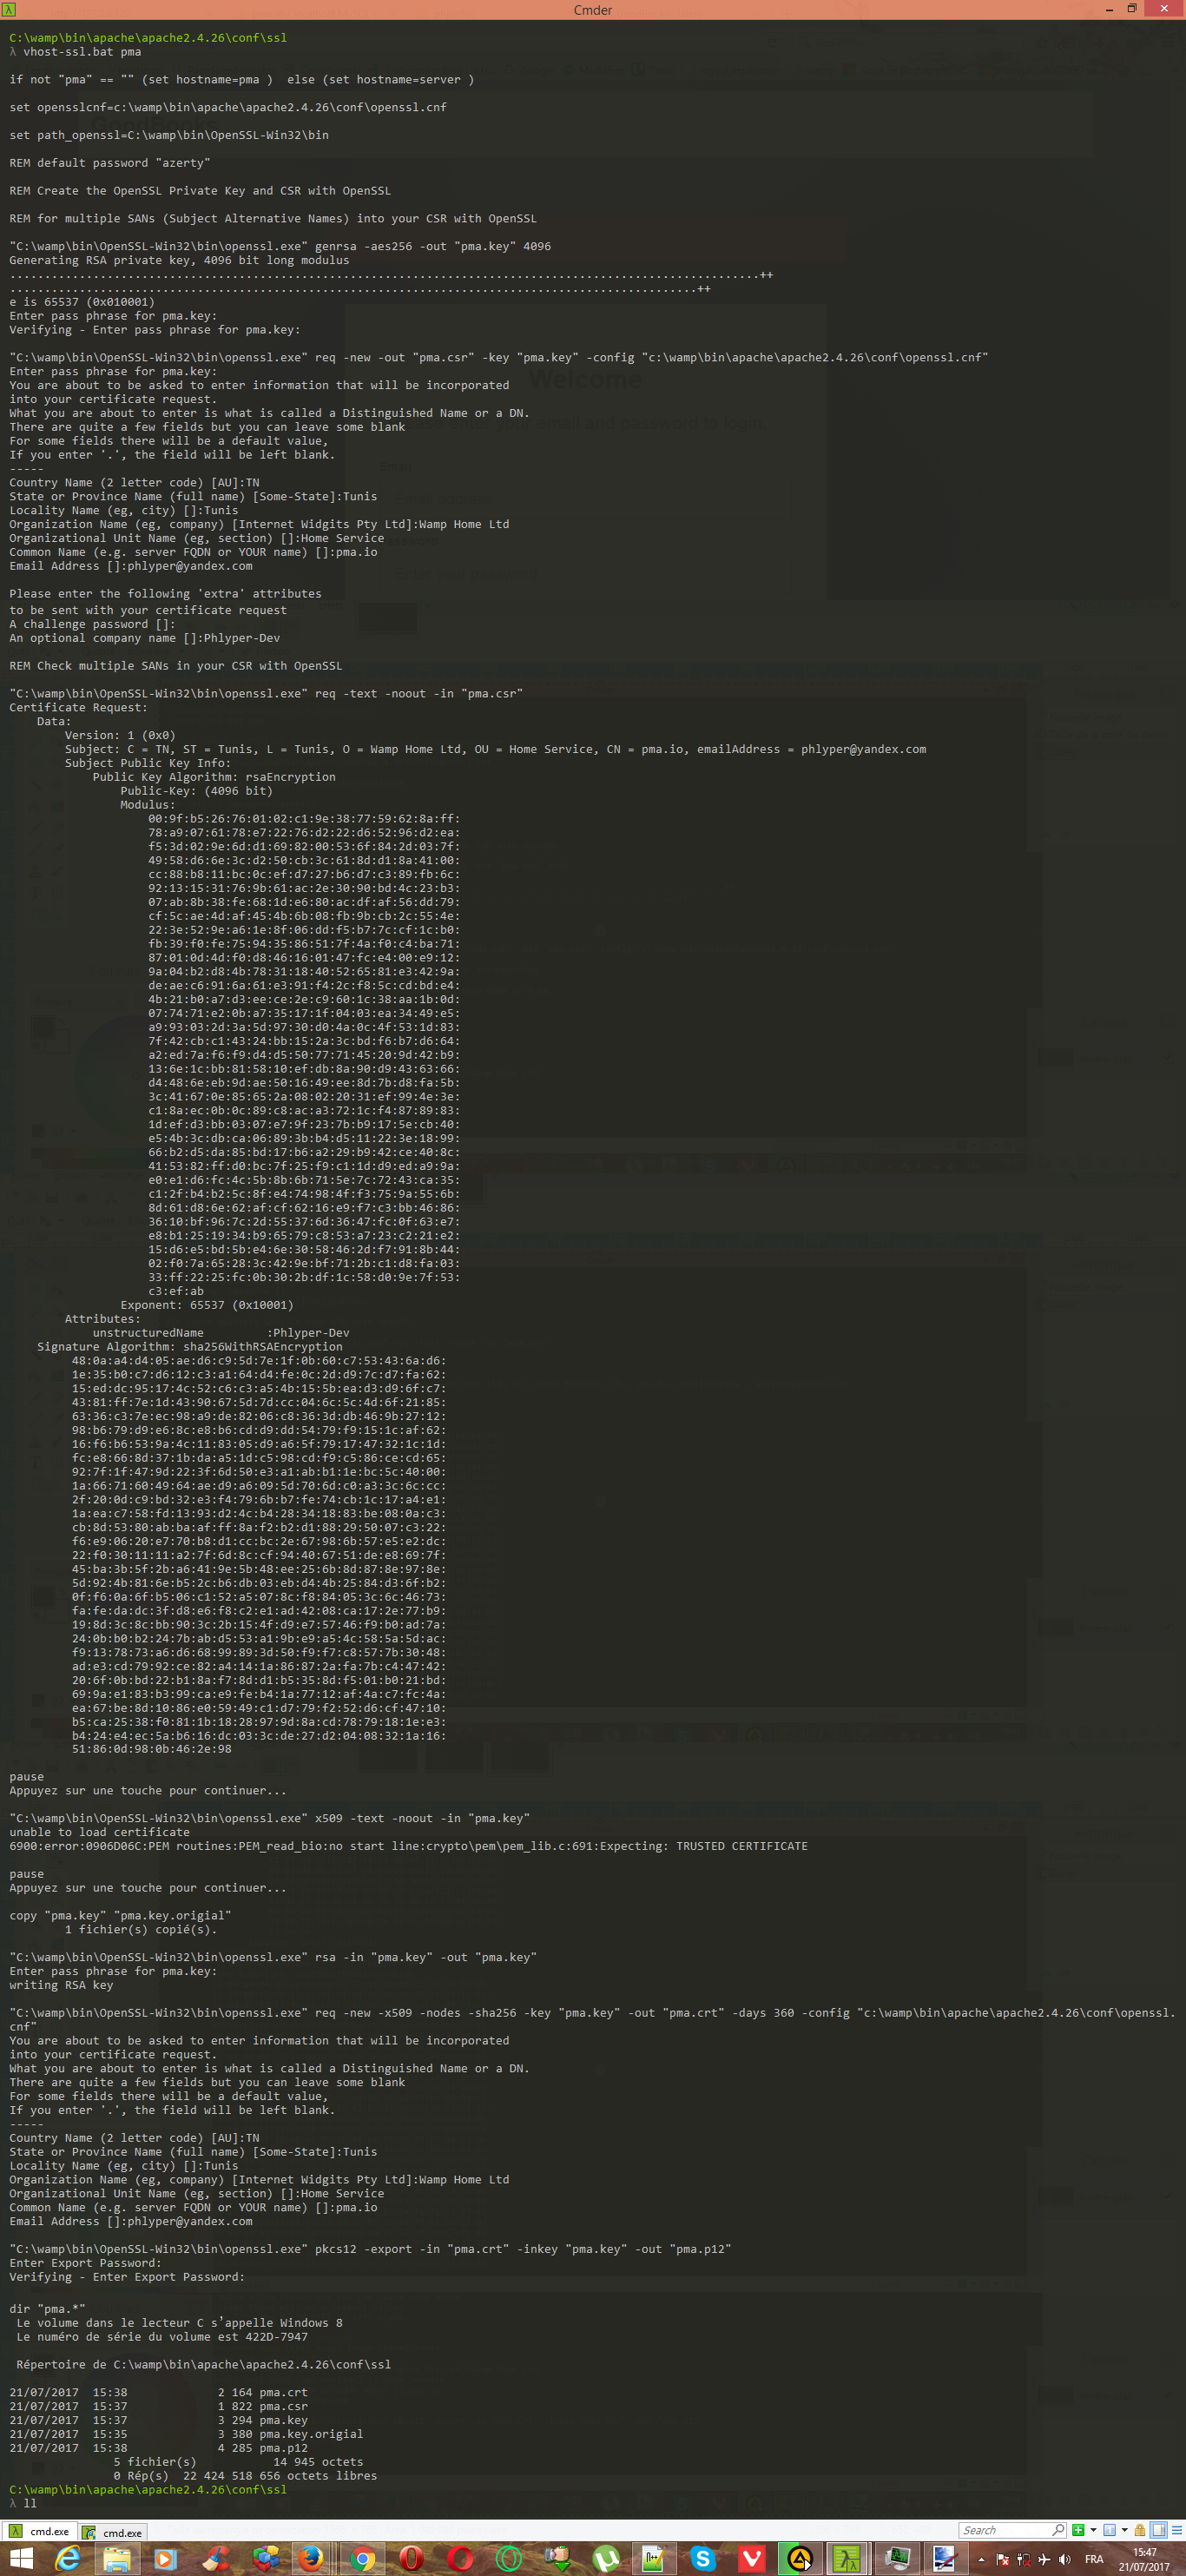 Cmder
C:\wamp\bin\apache\apache2.4.26\conf\ssl
λ vhost-ssl.bat pma
if not "pma" == "" (set hostname=pma )  else (set hostname=server )
set opensslcnf=c:\wamp\bin\apache\apache2.4.26\conf\openssl.cnf
set path_openssl=C:\wamp\bin\OpenSSL-Win32\bin
REM default password "azerty"
REM Create the OpenSSL Private Key and CSR with OpenSSL
REM for multiple SANs (Subject Alternative Names) into your CSR with OpenSSL
"C:\wamp\bin\OpenSSL-Win32\bin\openssl.exe" genrsa -aes256 -out "pma.key" 4096
Generating RSA private key, 4096 bit long modulus
............................................................................................................++
...................................................................................................++
e is 65537 (0x010001)
Enter pass phrase for pma.key:
Verifying - Enter pass phrase for pma.key:
"C:\wamp\bin\OpenSSL-Win32\bin\openssl.exe" req -new -out "pma.csr" -key "pma.key" -config "c:\wamp\bin\apache\apache2.4.26\conf\openssl.cnf"
Enter pass phrase for pma.key:
You are about to be asked to enter information that will be incorporated
into your certificate request.
What you are about to enter is what is called a Distinguished Name or a DN.
There are quite a few fields but you can leave some blank
For some fields there will be a default value,
If you enter '.', the field will be left blank.
-----
Country Name (2 letter code) [AU]:TN
State or Province Name (full name) [Some-State]:Tunis
Locality Name (eg, city) []:Tunis
Organization Name (eg, company) [Internet Widgits Pty Ltd]:Wamp Home Ltd
Organizational Unit Name (eg, section) []:Home Service
Common Name (e.g. server FQDN or YOUR name) []:pma.io
Email Address []:phlyper@yandex.com
Please enter the following 'extra' attributes
to be sent with your certificate request
A challenge password []:
An optional company name []:Phlyper-Dev
REM Check multiple SANs in your CSR with OpenSSL
"C:\wamp\bin\OpenSSL-Win32\bin\openssl.exe" req -text -noout -in "pma.csr"
Certificate Request:
Data:
Version: 1 (0x0)
Subject: C = TN, ST = Tunis, L = Tunis, O = Wamp Home Ltd, OU = Home Service, CN = pma.io, emailAddress = phlyper@yandex.com
Subject Public Key Info:
Public Key Algorithm: rsaEncryption
Public-Key: (4096 bit)
Modulus:
00:9f:b5:26:76:01:02:c1:9e:38:77:59:62:8a:ff:
78:a9:07:61:78:e7:22:76:d2:22:d6:52:96:d2:ea:
f5:3d:02:9e:6d:d1:69:82:00:53:6f:84:2d:03:7f:
49:58:d6:6e:3c:d2:50:cb:3c:61:8d:d1:8a:41:00:
cc:88:b8:11:bc:0c:ef:d7:27:b6:d7:c3:89:fb:6c:
92:13:15:31:76:9b:61:ac:2e:30:90:bd:4c:23:b3:
07:ab:8b:38:fe:68:1d:e6:80:ac:df:af:56:dd:79:
cf:5c:ae:4d:af:45:4b:6b:08:fb:9b:cb:2c:55:4e:
22:3e:52:9e:a6:1e:8f:06:dd:f5:b7:7c:cf:1c:b0:
fb:39:f0:fe:75:94:35:86:51:7f:4a:f0:c4:ba:71:
87:01:0d:4d:f0:d8:46:16:01:47:fc:e4:00:e9:12:
9a:04:b2:d8:4b:78:31:18:40:52:65:81:e3:42:9a:
de:ae:c6:91:6a:61:e3:91:f4:2c:f8:5c:cd:bd:e4:
4b:21:b0:a7:d3:ee:ce:2e:c9:60:1c:38:aa:1b:0d:
07:74:71:e2:0b:a7:35:17:1f:04:03:ea:34:49:e5:
a9:93:03:2d:3a:5d:97:30:d0:4a:0c:4f:53:1d:83:
7f:42:cb:c1:43:24:bb:15:2a:3c:bd:f6:b7:d6:64:
a2:ed:7a:f6:f9:d4:d5:50:77:71:45:20:9d:42:b9:
13:6e:1c:bb:81:58:10:ef:db:8a:90:d9:43:63:66:
d4:48:6e:eb:9d:ae:50:16:49:ee:8d:7b:d8:fa:5b:
3c:41:67:0e:85:65:2a:08:02:20:31:ef:99:4e:3e:
c1:8a:ec:0b:0c:89:c8:ac:a3:72:1c:f4:87:89:83:
1d:ef:d3:bb:03:07:e7:9f:23:7b:b9:17:5e:cb:40:
e5:4b:3c:db:ca:06:89:3b:b4:d5:11:22:3e:18:99:
66:b2:d5:da:85:bd:17:b6:a2:29:b9:42:ce:40:8c:
41:53:82:ff:d0:bc:7f:25:f9:c1:1d:d9:ed:a9:9a:
e0:e1:d6:fc:4c:5b:8b:6b:71:5e:7c:72:43:ca:35:
c1:2f:b4:b2:5c:8f:e4:74:98:4f:f3:75:9a:55:6b:
8d:61:d8:6e:62:af:cf:62:16:e9:f7:c3:bb:46:86:
36:10:bf:96:7c:2d:55:37:6d:36:47:fc:0f:63:e7:
e8:b1:25:19:34:b9:65:79:c8:53:a7:23:c2:21:e2:
15:d6:e5:bd:5b:e4:6e:30:58:46:2d:f7:91:8b:44:
02:f0:7a:65:28:3c:42:9e:bf:71:2b:c1:d8:fa:03:
33:ff:22:25:fc:0b:30:2b:df:1c:58:d0:9e:7f:53:
c3:ef:ab
Exponent: 65537 (0x10001)
Attributes:
unstructuredName         :Phlyper-Dev
Signature Algorithm: sha256WithRSAEncryption
48:0a:a4:d4:05:ae:d6:c9:5d:7e:1f:0b:60:c7:53:43:6a:d6:
1e:35:b0:c7:d6:12:c3:a1:64:d4:fe:0c:2d:d9:7c:d7:fa:62:
15:ed:dc:95:17:4c:52:c6:c3:a5:4b:15:5b:ea:d3:d9:6f:c7:
43:81:ff:7e:1d:43:90:67:5d:7d:cc:04:6c:5c:4d:6f:21:85:
63:36:c3:7e:ec:98:a9:de:82:06:c8:36:3d:db:46:9b:27:12:
98:b6:79:d9:e6:8c:e8:b6:cd:d9:dd:54:79:f9:15:1c:af:62:
16:f6:b6:53:9a:4c:11:83:05:d9:a6:5f:79:17:47:32:1c:1d:
fc:e8:66:8d:37:1b:da:a5:1d:c5:98:cd:f9:c5:86:ce:cd:65:
92:7f:1f:47:9d:22:3f:6d:50:e3:a1:ab:b1:1e:bc:5c:40:00:
1a:66:71:60:49:64:ae:d9:a6:09:5d:70:6d:c0:a3:3c:6c:cc:
2f:20:0d:c9:bd:32:e3:f4:79:6b:b7:fe:74:cb:1c:17:a4:e1:
1a:ea:c7:58:fd:13:93:d2:4c:b4:28:34:18:83:be:08:0a:c3:
cb:8d:53:80:ab:ba:af:ff:8a:f2:b2:d1:88:29:50:07:c3:22:
f6:e9:06:20:e7:70:b8:d1:cc:bc:2e:67:98:6b:57:e5:e2:dc:
22:f0:30:11:11:a2:7f:6d:8c:cf:94:40:67:51:de:e8:69:7f:
45:ba:3b:5f:2b:a6:41:9e:5b:48:ee:25:6b:8d:87:8e:97:8e:
5d:92:4b:81:6e:b5:2c:b6:db:03:eb:d4:4b:25:84:d3:6f:b2:
0f:f6:0a:6f:b5:06:c1:52:a5:07:8c:f8:84:05:3c:6c:46:73:
fa:fe:da:dc:3f:d8:e6:f8:c2:e1:ad:42:08:ca:17:2e:77:b9:
19:8d:3c:8c:bb:90:3c:2b:15:4f:d9:e7:57:46:f9:b0:ad:7a:
24:0b:b0:b2:24:7b:ab:d5:53:a1:9b:e9:a5:4c:58:5a:5d:ac:
f9:13:78:73:a6:d6:68:99:89:3d:50:f9:f7:c8:57:7b:30:48:
ad:e3:cd:79:92:ce:82:a4:14:1a:86:87:2a:fa:7b:c4:47:42:
20:6f:0b:bd:22:b1:8a:f7:8d:d1:b5:35:8d:f5:01:b0:21:bd:
69:9a:e1:83:b3:99:ca:e9:fe:b4:1a:77:12:af:4a:c7:fc:4a:
ea:67:be:8d:10:86:e0:59:49:c1:d7:79:f2:52:d6:cf:47:10:
b5:ca:25:38:f0:81:1b:18:28:97:9d:8a:cd:78:79:18:1e:e3:
b4:24:e4:ec:5a:b6:16:dc:03:3c:de:27:d2:04:08:32:1a:16:
51:86:0d:98:0b:46:2e:98
pause
Appuyez sur une touche pour continuer...
"C:\wamp\bin\OpenSSL-Win32\bin\openssl.exe" x509 -text -noout -in "pma.key"
unable to load certificate
6900:error:0906D06C:PEM routines:PEM_read_bio:no start line:crypto\pem\pem_lib.c:691:Expecting: TRUSTED CERTIFICATE
pause
Appuyez sur une touche pour continuer...
copy "pma.key" "pma.key.origial"
1 fichier(s) copié(s).
"C:\wamp\bin\OpenSSL-Win32\bin\openssl.exe" rsa -in "pma.key" -out "pma.key"
Enter pass phrase for pma.key:
writing RSA key
"C:\wamp\bin\OpenSSL-Win32\bin\openssl.exe" req -new -x509 -nodes -sha256 -key "pma.key" -out "pma.crt" -days 360 -config "c:\wamp\bin\apache\apache2.4.26\conf\openssl.
cnf"
You are about to be asked to enter information that will be incorporated
into your certificate request.
What you are about to enter is what is called a Distinguished Name or a DN.
There are quite a few fields but you can leave some blank
For some fields there will be a default value,
If you enter '.', the field will be left blank.
-----
Country Name (2 letter code) [AU]:TN
State or Province Name (full name) [Some-State]:Tunis
Locality Name (eg, city) []:Tunis
Organization Name (eg, company) [Internet Widgits Pty Ltd]:Wamp Home Ltd
Organizational Unit Name (eg, section) []:Home Service
Common Name (e.g. server FQDN or YOUR name) []:pma.io
Email Address []:phlyper@yandex.com
"C:\wamp\bin\OpenSSL-Win32\bin\openssl.exe" pkcs12 -export -in "pma.crt" -inkey "pma.key" -out "pma.p12"
Enter Export Password:
Verifying - Enter Export Password:
dir "pma.*"
Le volume dans le lecteur C s'appelle Windows 8
Le numéro de série du volume est 422D-7947
Répertoire de C:\wamp\bin\apache\apache2.4.26\conf\ssl
21/07/2017  15:38             2 164 pma.crt
21/07/2017  15:37             1 822 pma.csr
21/07/2017  15:37             3 294 pma.key
21/07/2017  15:35             3 380 pma.key.origial
21/07/2017  15:38             4 285 pma.p12
5 fichier(s)           14 945 octets
0 Rép(s)  22 424 518 656 octets libres
C:\wamp\bin\apache\apache2.4.26\conf\ssl
λ ll
cmd.exe
cmd.exe
Search
FRA
15:47
21/07/2017